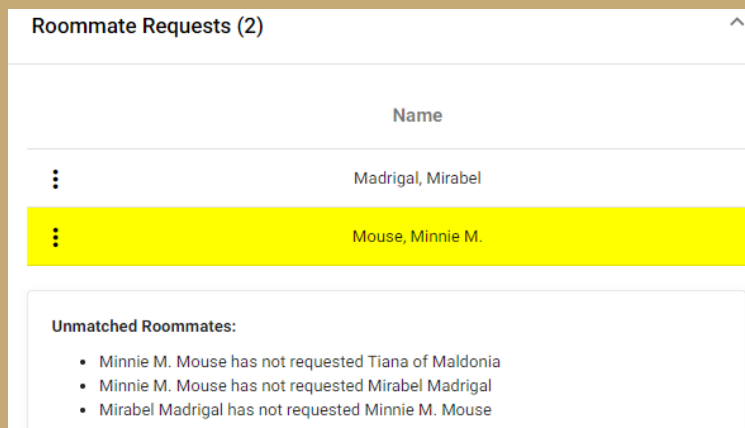 Roommate Requests (2)
Name
Madrigal, Mirabel
Mouse, Minnie M.
Unmatched Roommates:
• Minnie M. Mouse has not requested Tiana of Maldonia
• Minnie M. Mouse has not requested Mirabel Madrigal
• Mirabel Madrigal has not requested Minnie M. Mouse